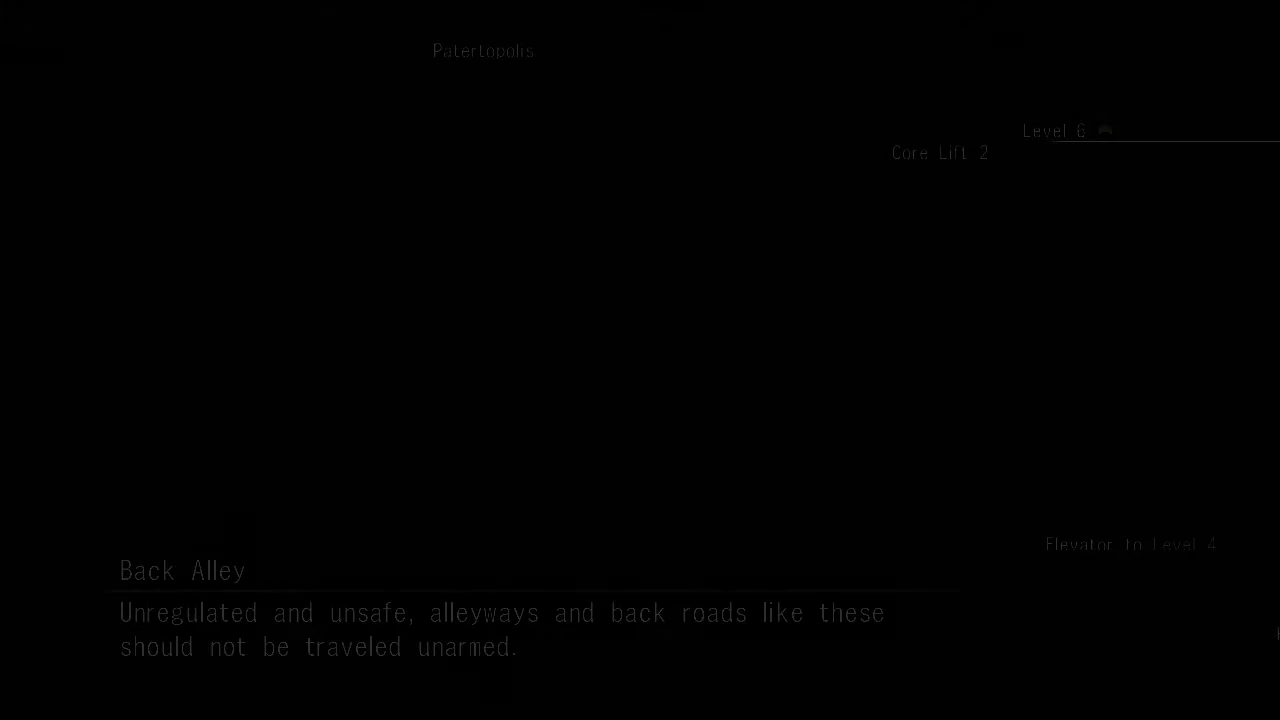 Patertopolis
Level 6
Core Lift 2
Elevator to Level 4
Back Alley
Unregulated and unsafe, alleyways and back roads like these
should not be traveled unarmed.